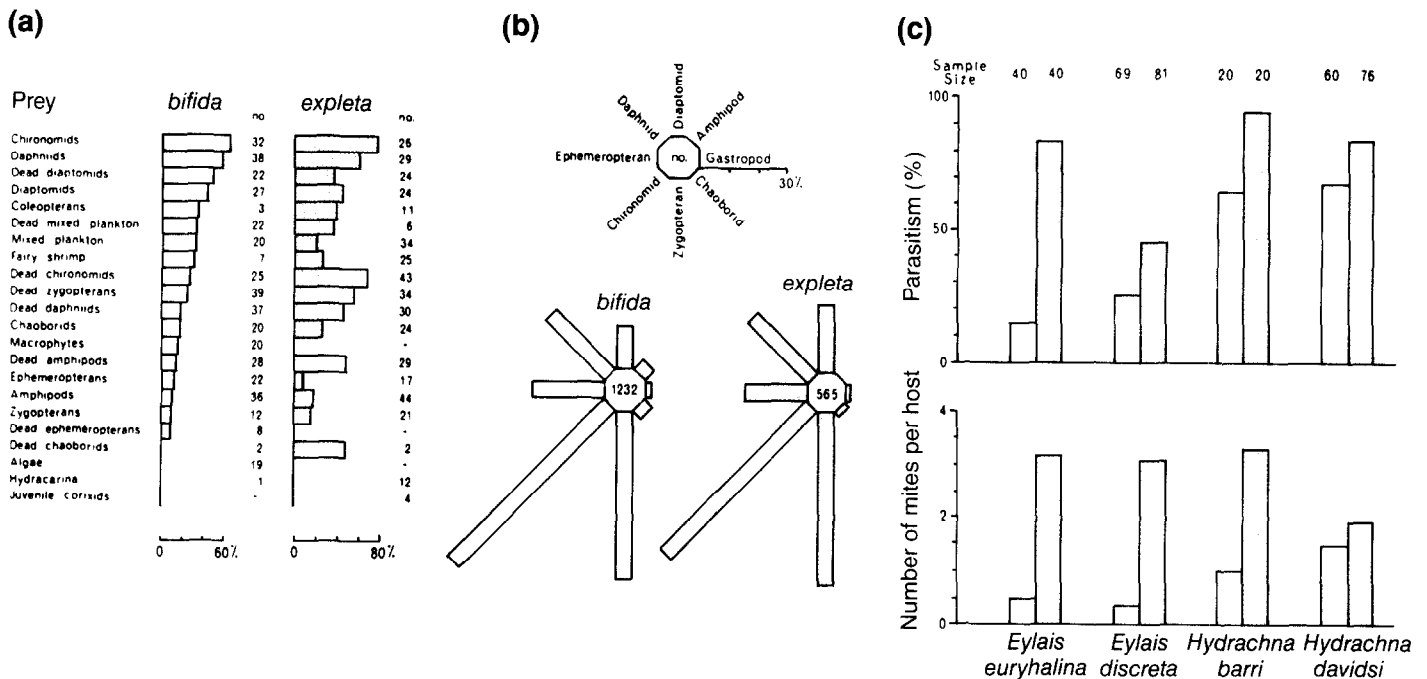 (a)
Prey bifida expleta
no. no.
Chironomids 32 26
Daphniids 38 29
Dead diaptomids 22 24
Diaptomids 27 24
Coleopterans 3 11
Dead mixed plankton 22 6
Mixed plankton 20 34
Fairy shrimp 7 25
Dead chironomids 25 43
Dead zygopterans 39 34
Dead daphniids 37 30
Chaoborids 20 24
Macrophytes 20 -
Dead amphipods 28 29
Ephemeropterans 22 17
Amphipods 36 44
Zygopterans 12 21
Dead ephemeropterans 8 -
Dead chaoborids 2 2
Algae 19 -
Hydracarina 1 12
Juvenile corixids - 4
0 60% 0 80%
(b)
Diaptomid
Amphipod
Gastropod
Chaoborid
Zygopteran
Chironomid
Ephemeropteran
Daphniid
no.
30%
bifida
1232
expleta
565
(c)
Sample Size 40 40 69 81 20 20 60 76
Parasitism (%)
100
50
0
Number of mites per host
4
2
0
Eylais euryhalina
Eylais discreta
Hydrachna barri
Hydrachna davidsi